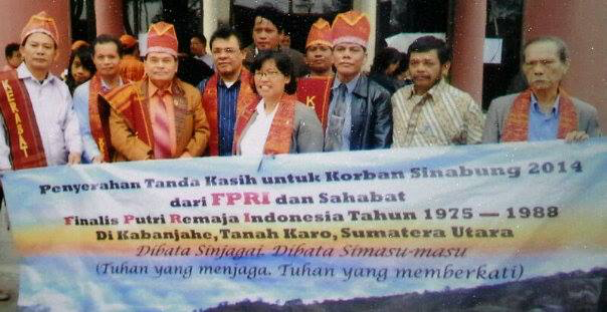 KERABAT
Penyerahan Tanda Kasih untuk Korban Sinabung 2014
dari FPRI dan Sahabat
Finalis Putri Remaja Indonesia Tahun 1975 — 1988
Di Kabanjahe, Tanah Karo, Sumatera Utara
Dibata Sinjagai. Dibata Simasu-masu
(Tuhan yang menjaga. Tuhan yang memberkati)